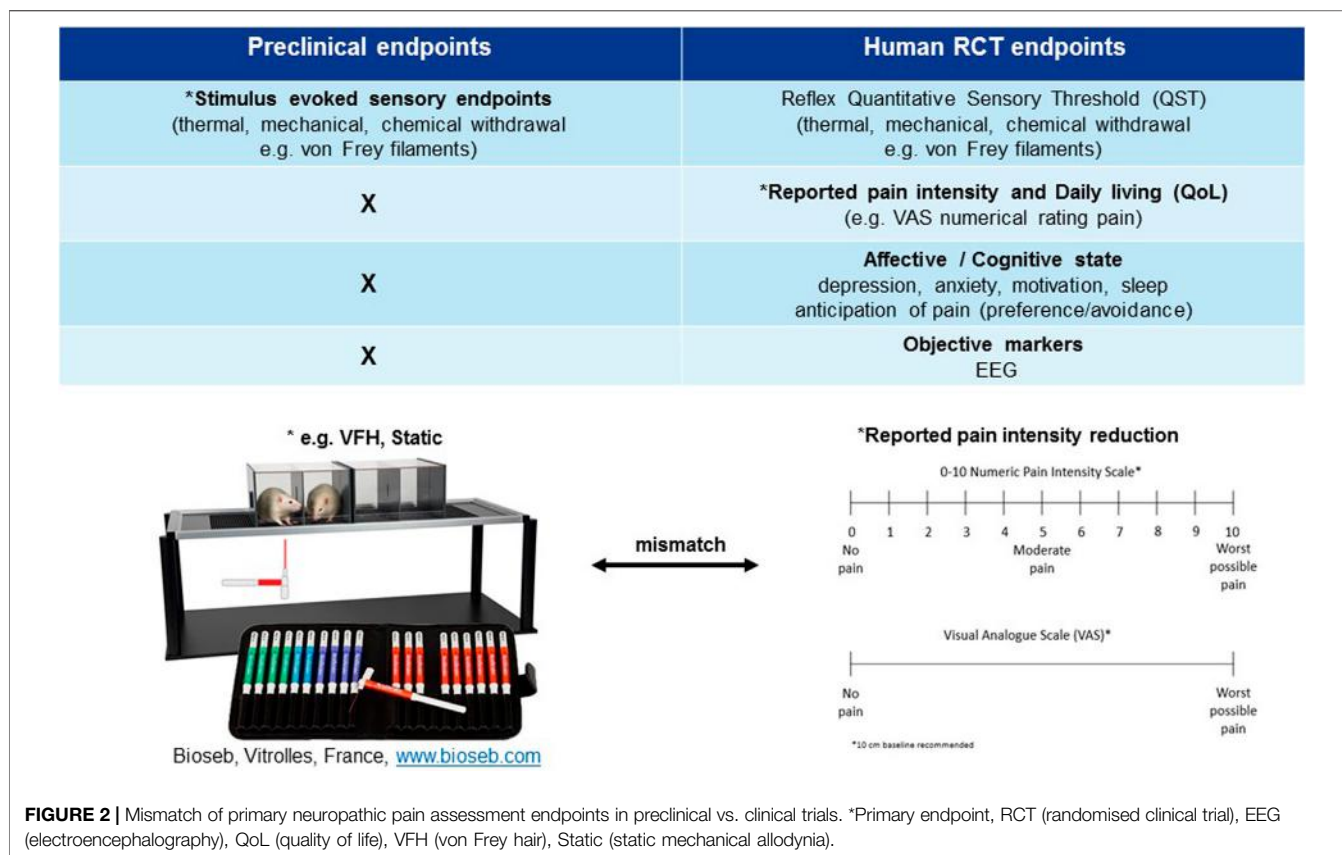 Preclinical endpoints
Human RCT endpoints
*Stimulus evoked sensory endpoints
(thermal, mechanical, chemical withdrawal
e.g. von Frey filaments)
Reflex Quantitative Sensory Threshold (QST)
(thermal, mechanical, chemical withdrawal
e.g. von Frey filaments)
X
*Reported pain intensity and Daily living (QoL)
(e.g. VAS numerical rating pain)
X
Affective / Cognitive state
depression, anxiety, motivation, sleep
anticipation of pain (preference/avoidance)
X
Objective markers
EEG
* e.g. VFH, Static
mismatch
Bioseb, Vitrolles, France, www.bioseb.com
*Reported pain intensity reduction
0-10 Numeric Pain Intensity Scale*
0 1 2 3 4 5 6 7 8 9 10
No pain
Moderate pain
Worst possible pain
Visual Analogue Scale (VAS)*
No pain
Worst possible pain
*10 cm baseline recommended
FIGURE 2 | Mismatch of primary neuropathic pain assessment endpoints in preclinical vs. clinical trials. *Primary endpoint, RCT (randomised clinical trial), EEG
(electroencephalography), QoL (quality of life), VFH (von Frey hair), Static (static mechanical allodynia).